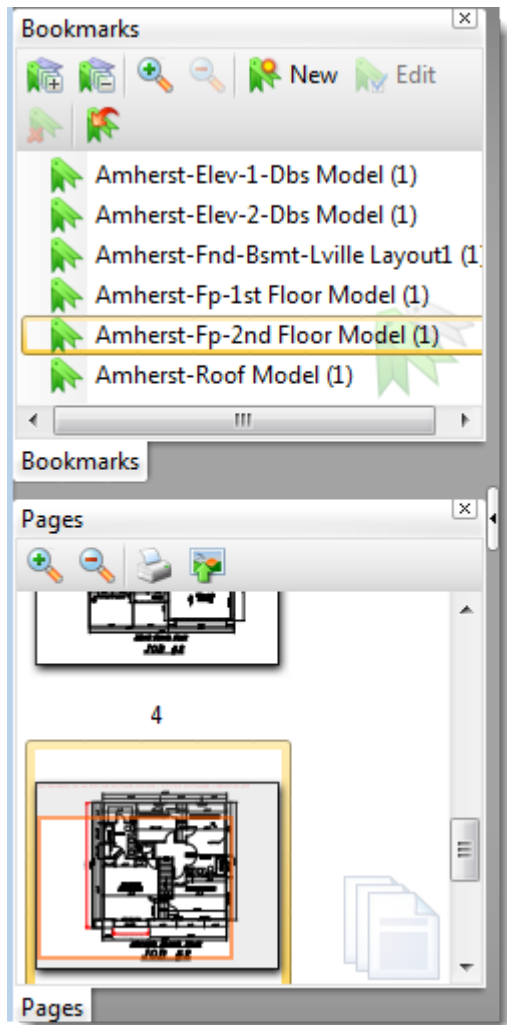 Bookmarks
New Edit
Amherst-Elev-1-Dbs Model (1)
Amherst-Elev-2-Dbs Model (1)
Amherst-Fnd-Bsmt-Lville Layout1 (1
Amherst-Fp-1st Floor Model (1)
Amherst-Fp-2nd Floor Model (1)
Amherst-Roof Model (1)
Bookmarks
Pages
4
Pages